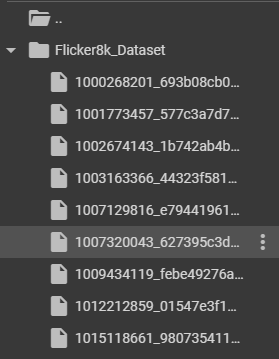 ..
Flicker8k_Dataset
1000268201_693b08cb0...
1001773457_577c3a7d7...
1002674143_1b742ab4b...
1003163366_44323f581...
1007129816_e79441961...
1007320043_627395c3d...
1009434119_febe49276a...
1012212859_01547e3f1...
1015118661_980735411...